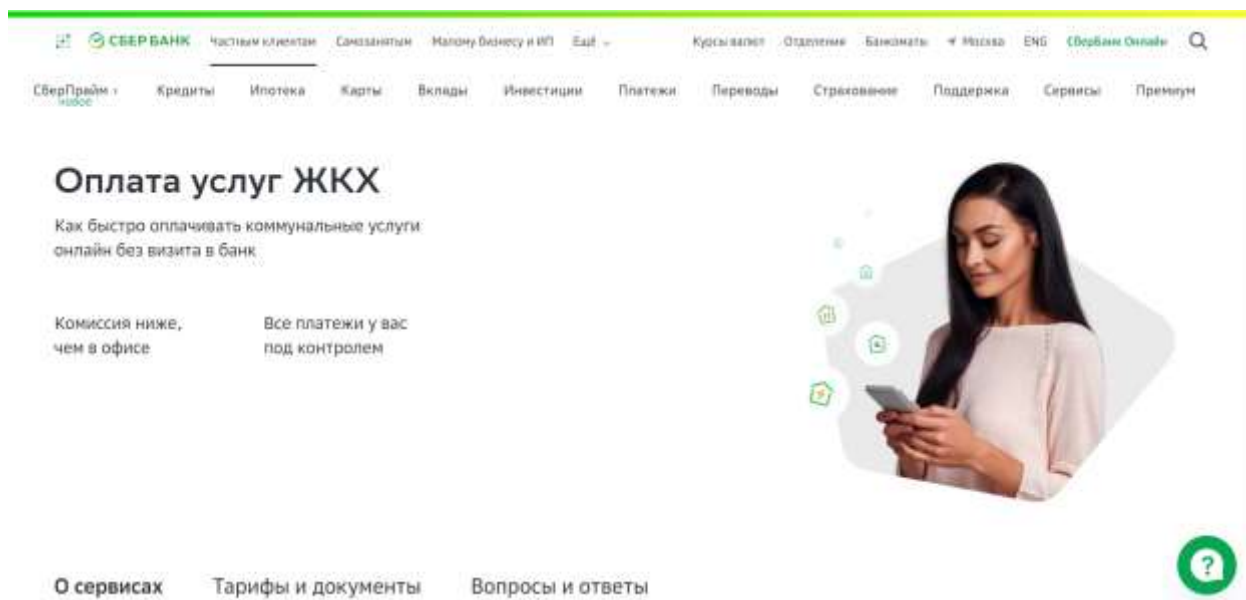 СБЕР БАНК Частным клиентам Самозанятым Малому бизнесу и ИП Ещё Курсы валют Отделения Банкоматы Москва ENG СберБанк Онлайн
СберПрайм Кредиты Ипотека Карты Вклады Инвестиции Платежи Переводы Страхование Поддержка Сервисы Премиум
новое
Оплата услуг ЖКХ
Как быстро оплачивать коммунальные услуги
онлайн без визита в банк
Комиссия ниже,
чем в офисе
Все платежи у вас
под контролем
О сервисах Тарифы и документы Вопросы и ответы